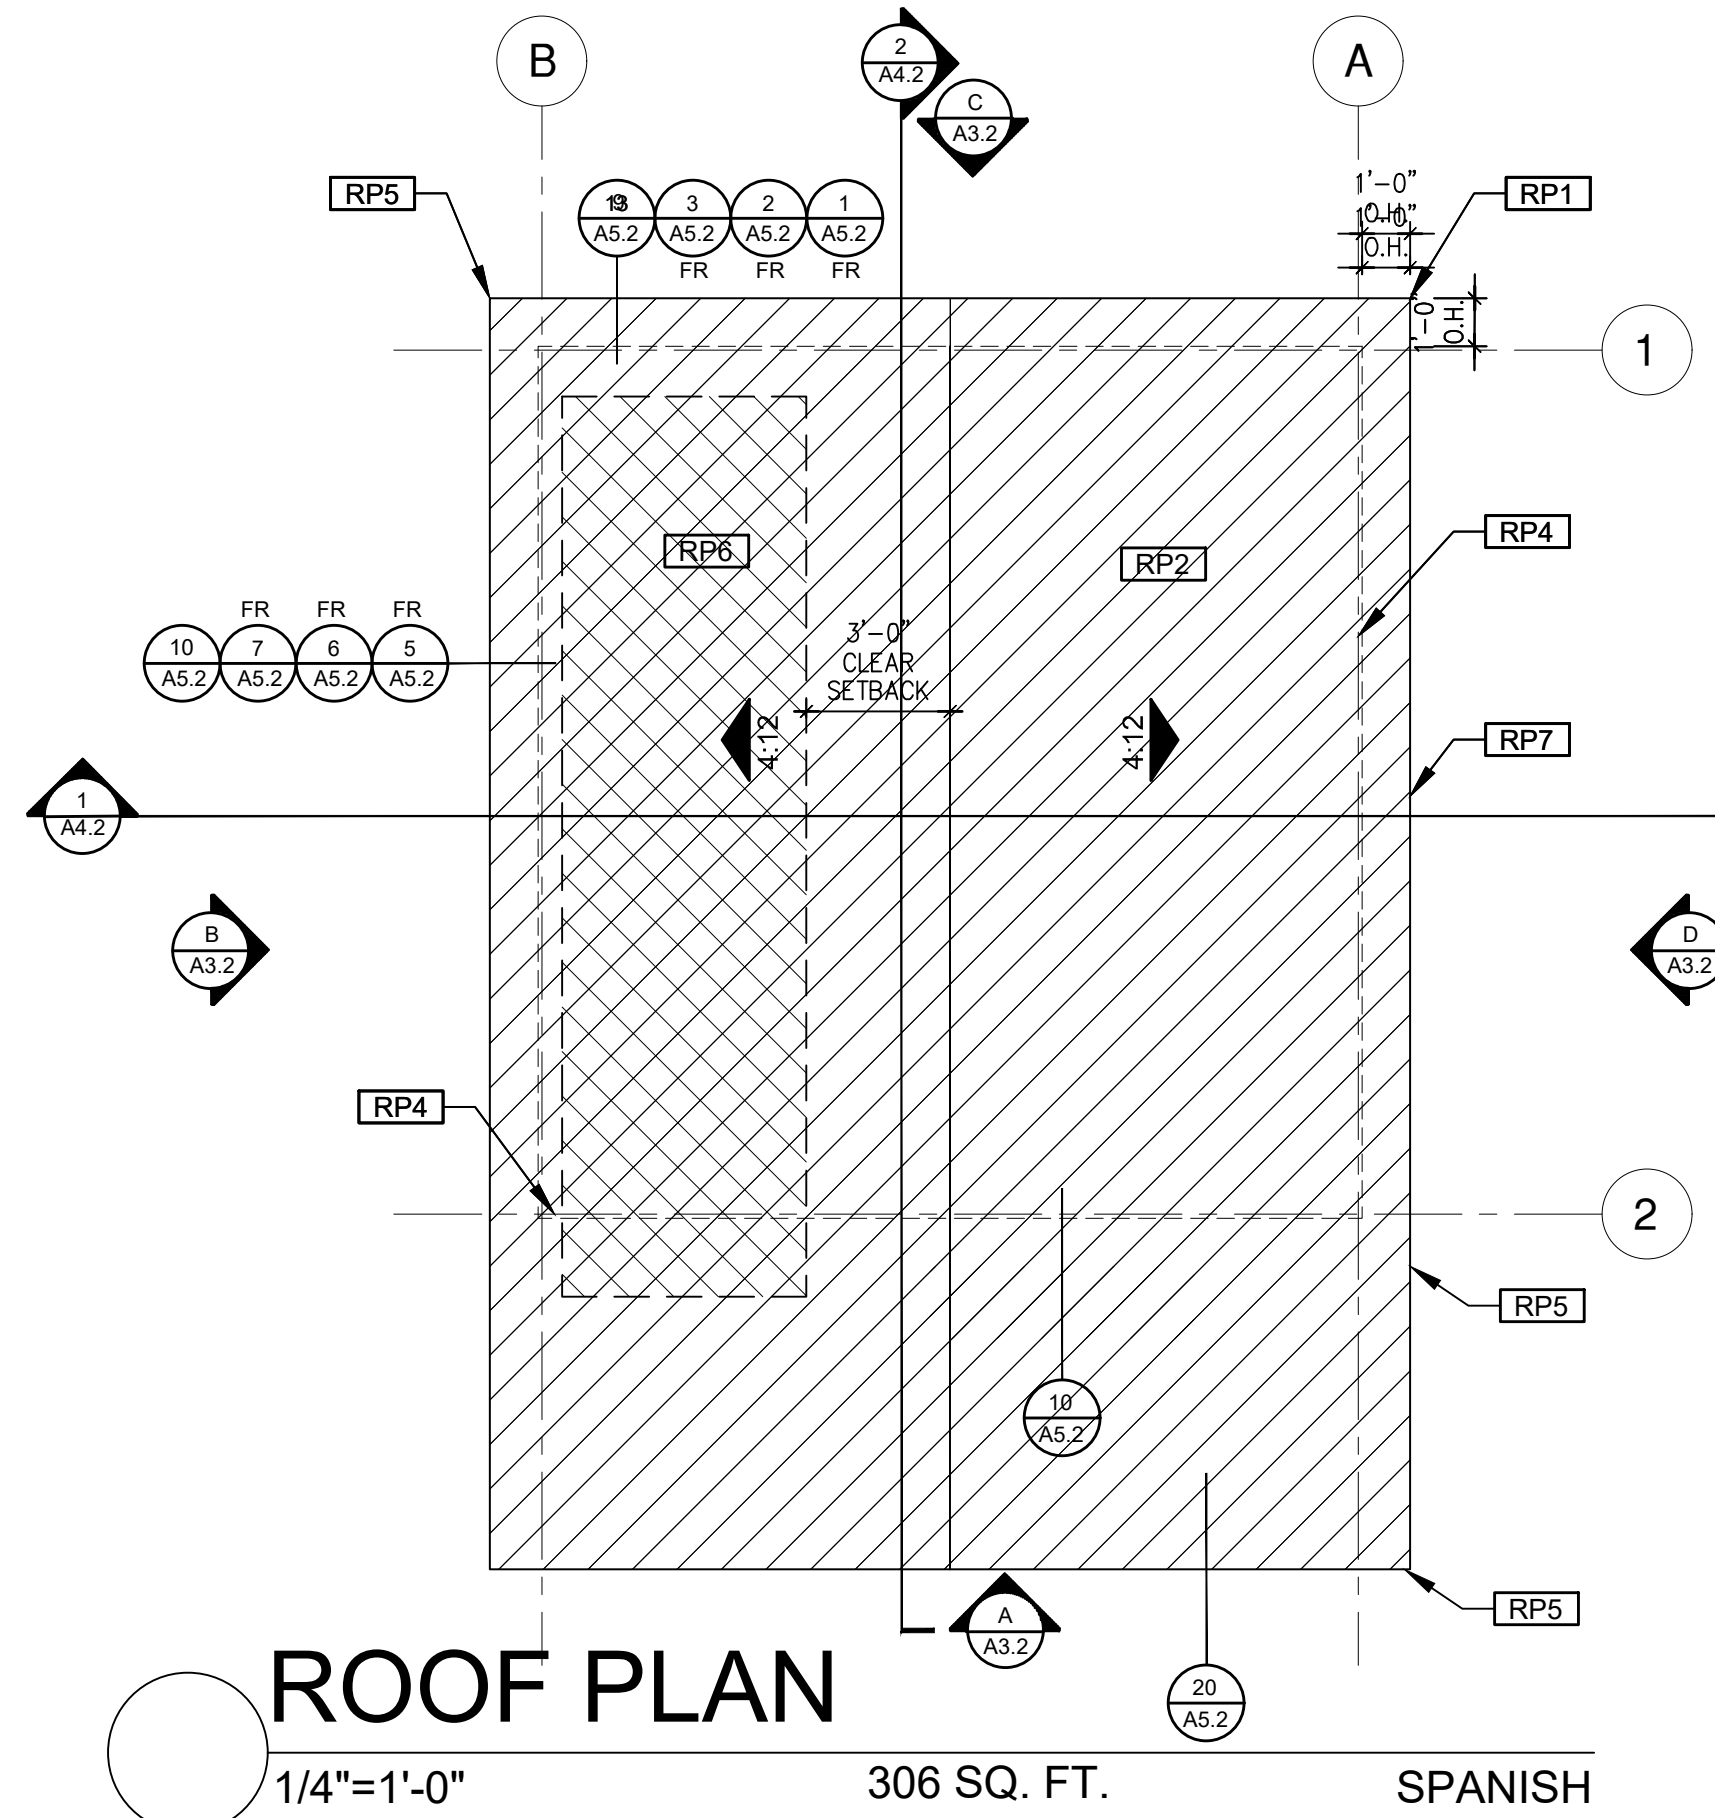 B
2
A4.2
A
C
A3.2
RP5
3
A5.2
FR
2
A5.2
FR
1
A5.2
FR
A5.2
1'-0"
O.H.
1'-0"
O.H.
RP1
1'-0"
O.H.
1
RP6
RP2
RP4
FR
FR
FR
10
A5.2
7
A5.2
6
A5.2
5
A5.2
3'-0"
CLEAR
SETBACK
4:12
4:12
RP7
1
A4.2
B
A3.2
D
A3.2
RP4
2
RP5
10
A5.2
RP5
A
A3.2
20
A5.2
ROOF PLAN
1/4"=1'-0"
306 SQ. FT.
SPANISH